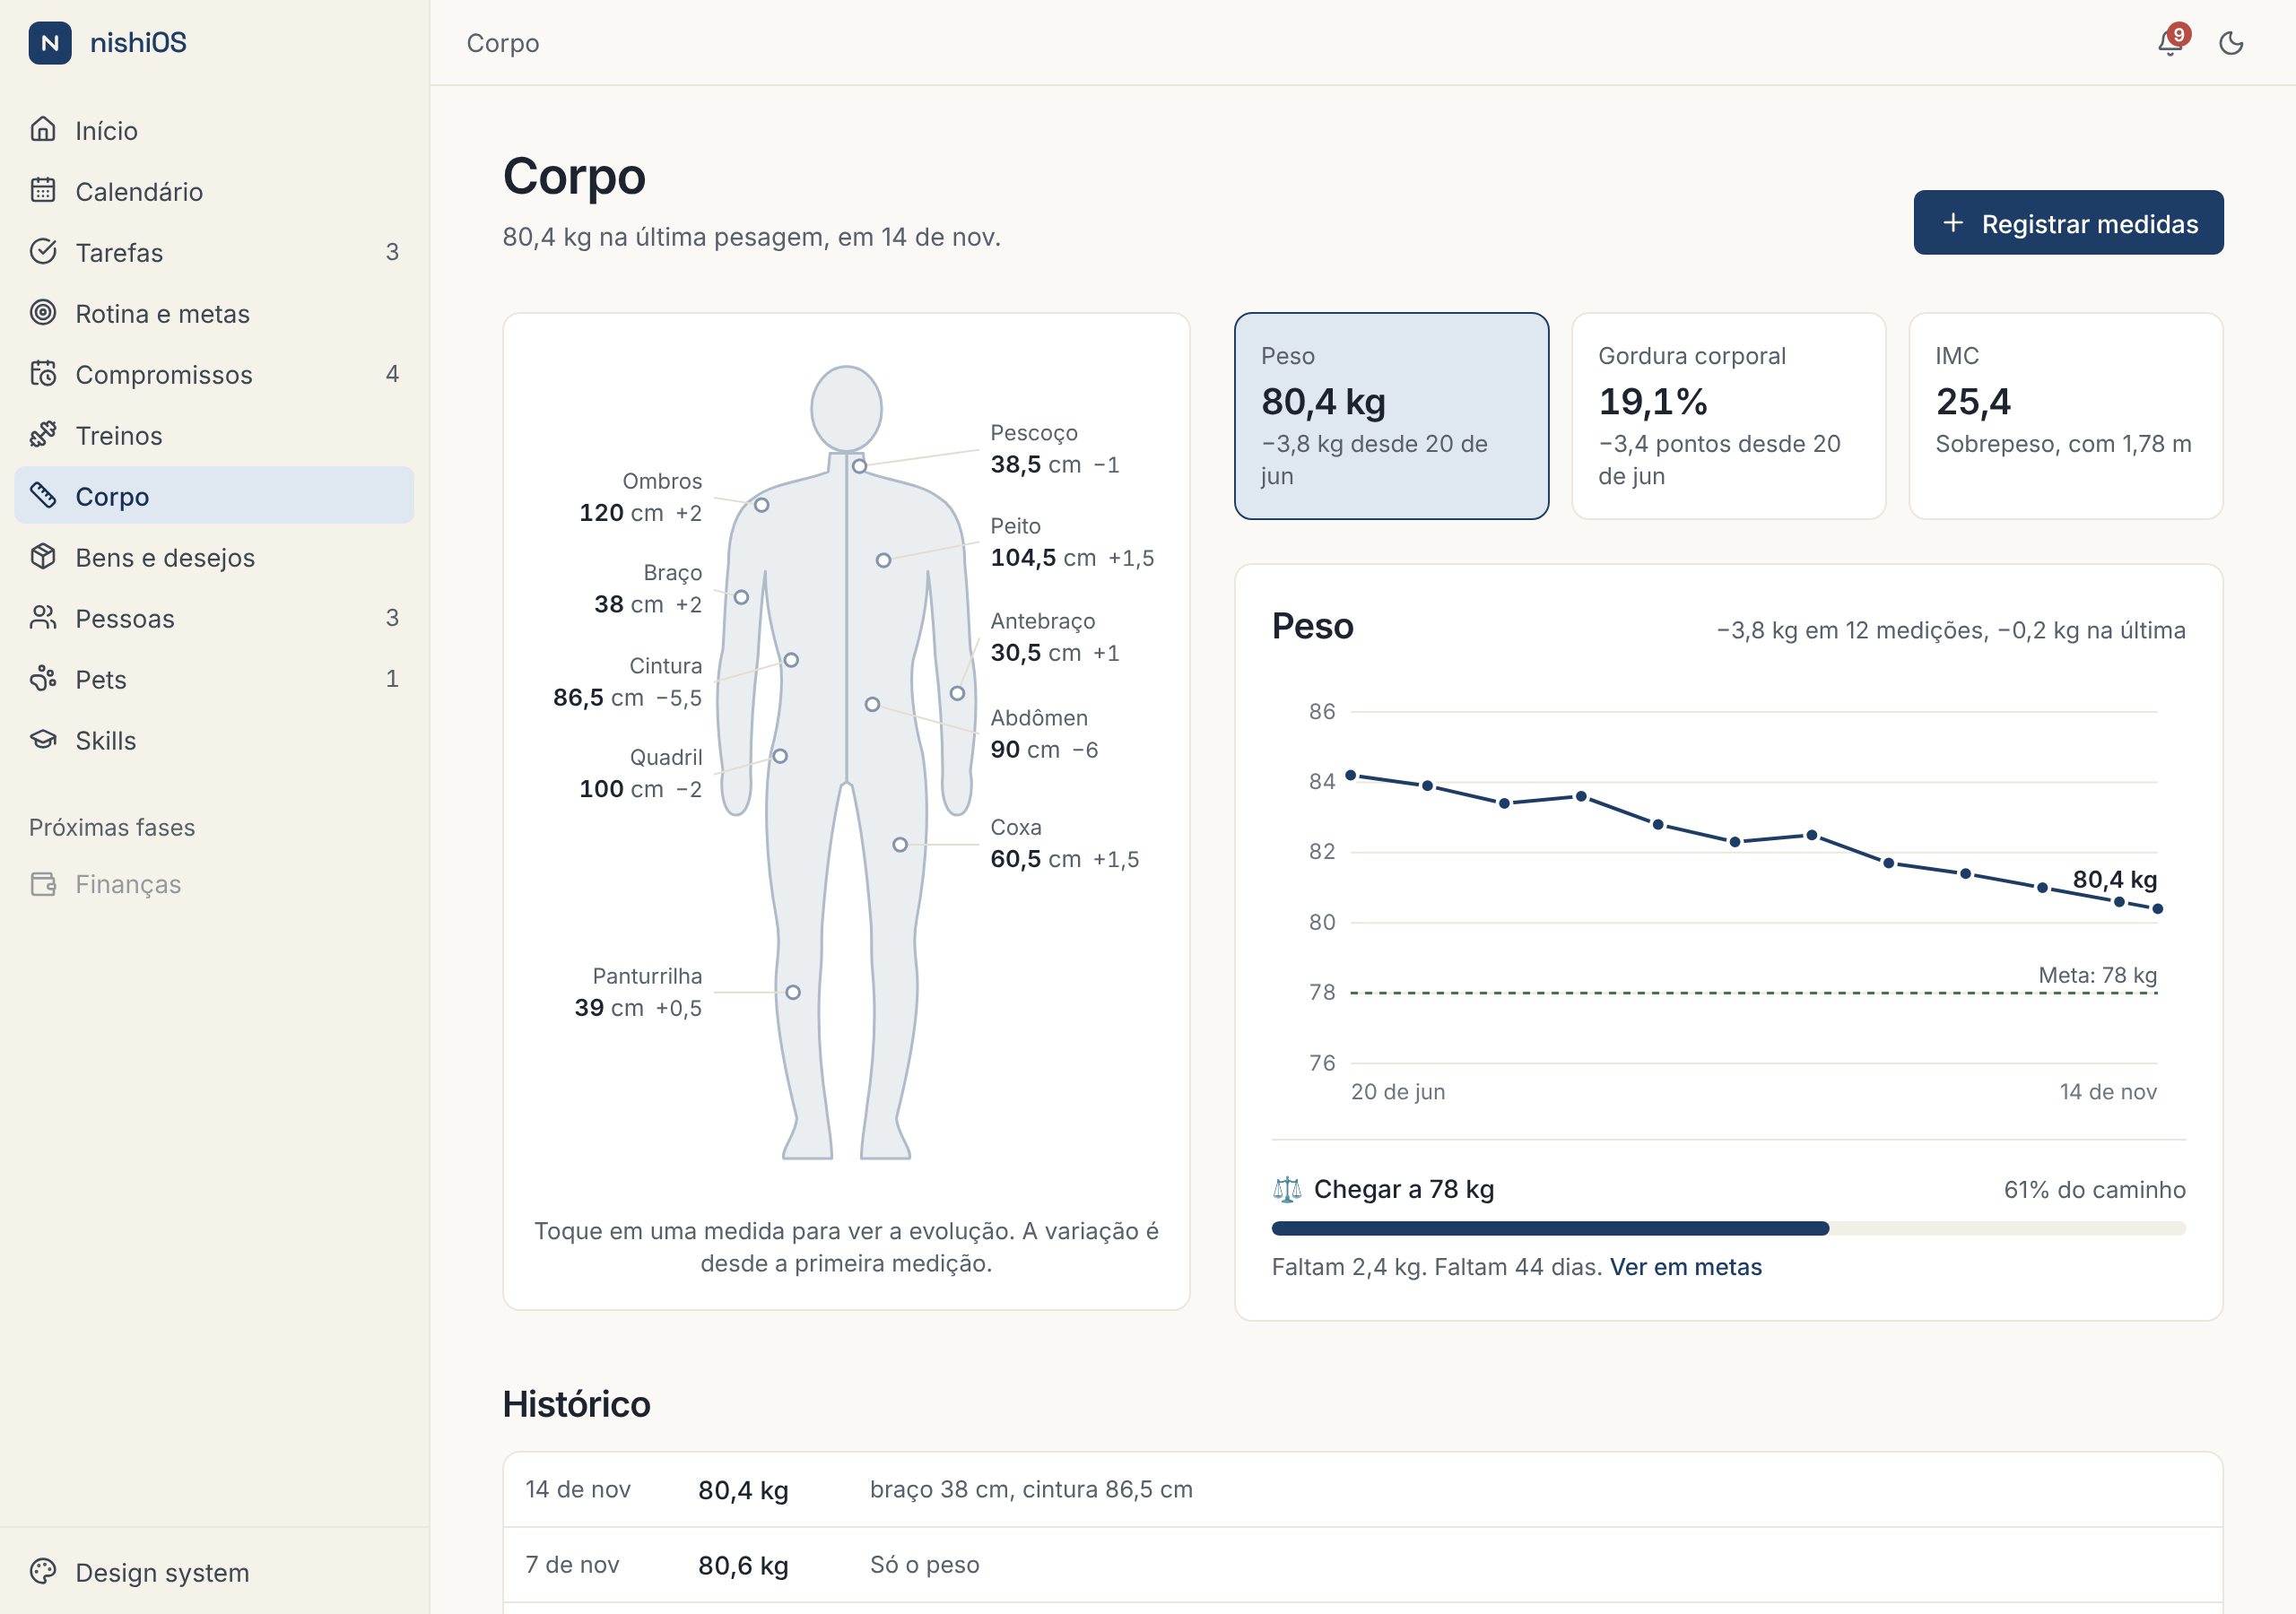 nishiOS
Início
Calendário
Tarefas 3
Rotina e metas
Compromissos 4
Treinos
Corpo
Bens e desejos
Pessoas 3
Pets 1
Skills
Próximas fases
Finanças
Design system
Corpo
9
Corpo
80,4 kg na última pesagem, em 14 de nov.
Registrar medidas
Ombros
120 cm +2
Braço
38 cm +2
Cintura
86,5 cm −5,5
Quadril
100 cm −2
Panturrilha
39 cm +0,5
Pescoço
38,5 cm −1
Peito
104,5 cm +1,5
Antebraço
30,5 cm +1
Abdômen
90 cm −6
Coxa
60,5 cm +1,5
Toque em uma medida para ver a evolução. A variação é
desde a primeira medição.
Peso
80,4 kg
−3,8 kg desde 20 de
jun
Gordura corporal
19,1%
−3,4 pontos desde 20
de jun
IMC
25,4
Sobrepeso, com 1,78 m
Peso
−3,8 kg em 12 medições, −0,2 kg na última
86
84
82
80,4 kg
80
Meta: 78 kg
78
76
20 de jun 14 de nov
Chegar a 78 kg 61% do caminho
Faltam 2,4 kg. Faltam 44 dias. Ver em metas
Histórico
14 de nov 80,4 kg braço 38 cm, cintura 86,5 cm
7 de nov 80,6 kg Só o peso